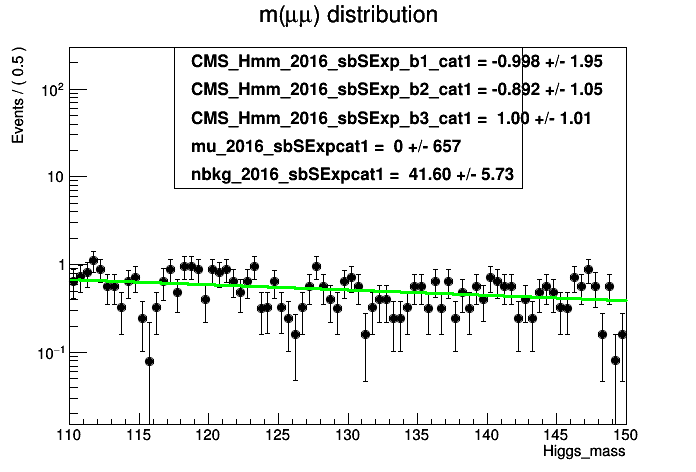 m(μμ) distribution
Events / ( 0.5 )
CMS_Hmm_2016_sbSExp_b1_cat1 = -0.998 +/- 1.95
CMS_Hmm_2016_sbSExp_b2_cat1 = -0.892 +/- 1.05
CMS_Hmm_2016_sbSExp_b3_cat1 = 1.00 +/- 1.01
mu_2016_sbSExpcat1 = 0 +/- 657
nbkg_2016_sbSExpcat1 = 41.60 +/- 5.73
10²
10
1
10⁻¹
110 115 120 125 130 135 140 145 150
Higgs_mass